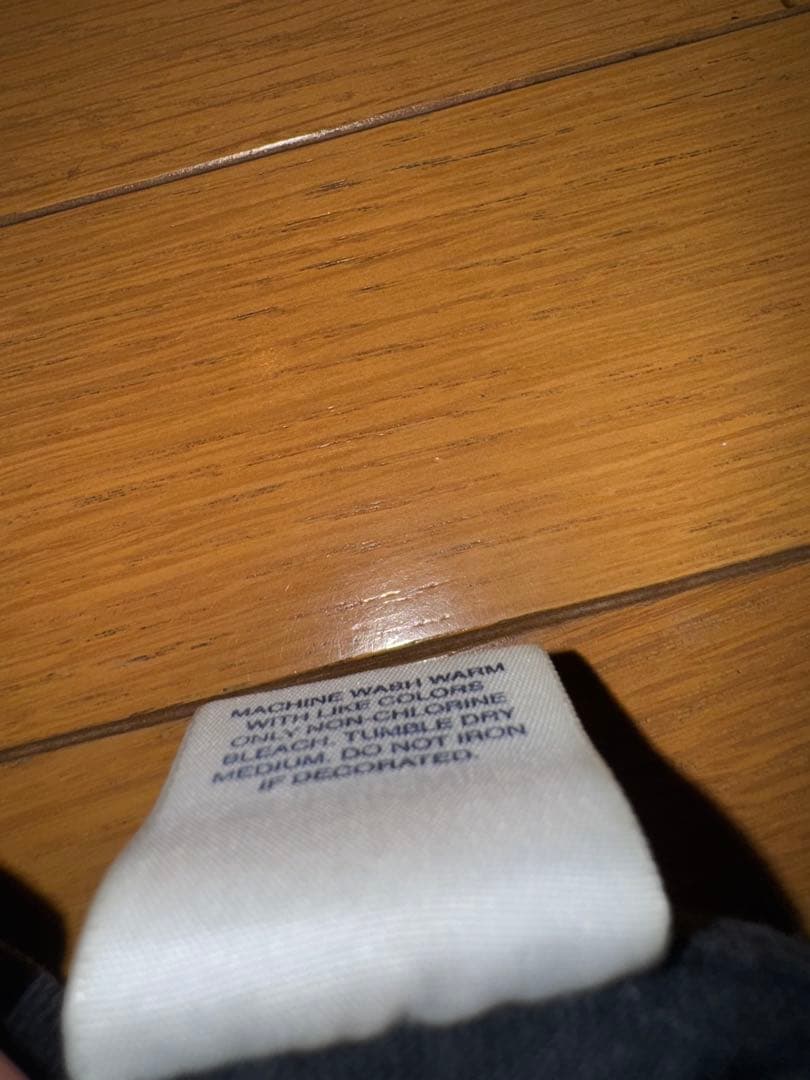 MACHINE WASH WARM
WITH LIKE COLORS
ONLY NON-CHLORINE
BLEACH. TUMBLE DRY
MEDIUM. DO NOT IRON
IF DECORATED.